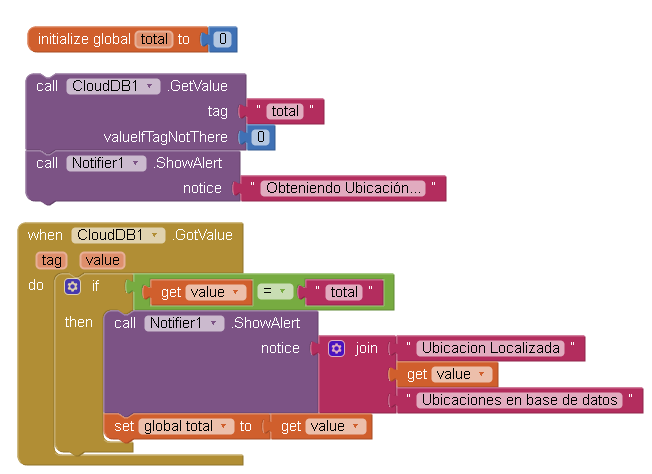 initialize global total to 0
call CloudDB1 .GetValue
tag " total "
valueIfTagNotThere 0
call Notifier1 .ShowAlert
notice " Obteniendo Ubicación... "
when CloudDB1 .GotValue
tag value
do if get value = " total "
then call Notifier1 .ShowAlert
notice join " Ubicacion Localizada "
get value
" Ubicaciones en base de datos "
set global total to get value